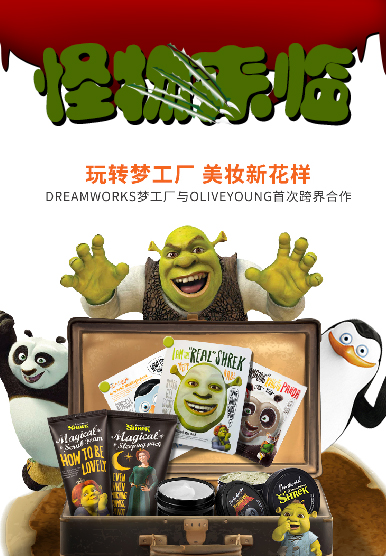 怪物来临
玩转梦工厂 美妆新花样
DREAMWORKS梦工厂与OLIVEYOUNG首次跨界合作
REAL SHREK
PANDA
SHREK
Magical
HOW TO BE
LOVELY
SHREK
Magical
Sleeping pack
SHREK